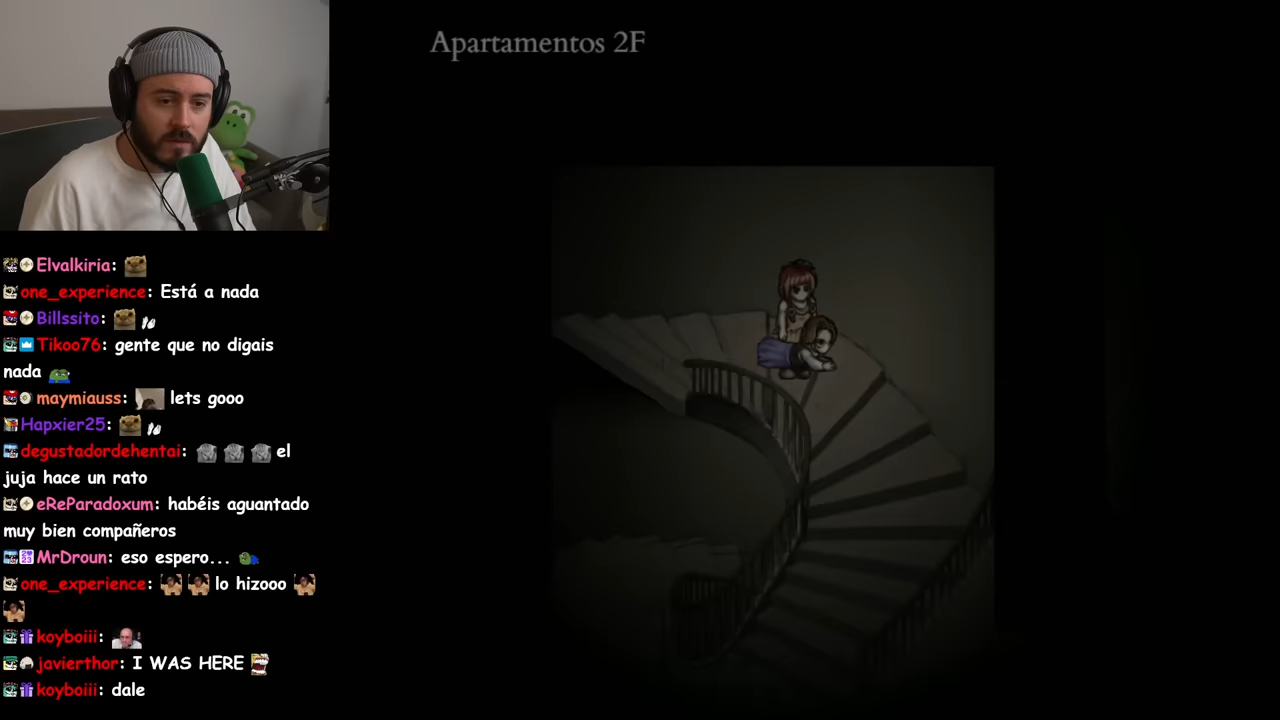 Apartamentos 2F
Elvalkiria:
one_experience: Está a nada
Billssito:
Tikoo76: gente que no digais
nada
maymiauss: lets gooo
Hapxier25:
degustadordehentai: el
juja hace un rato
eReParadoxum: habéis aguantado
muy bien compañeros
MrDroun: eso espero...
one_experience: lo hizooo
koyboiii:
javierthor: I WAS HERE
koyboiii: dale